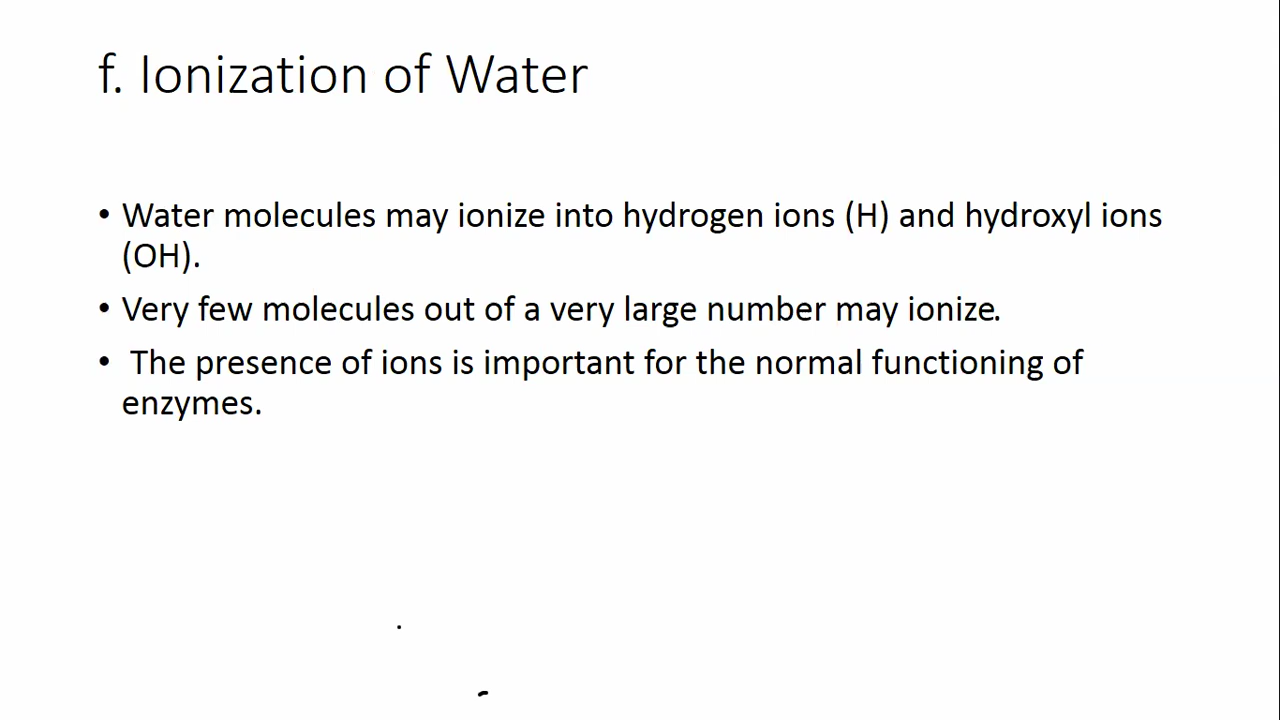 f. Ionization of Water
• Water molecules may ionize into hydrogen ions (H) and hydroxyl ions
(OH).
• Very few molecules out of a very large number may ionize.
• The presence of ions is important for the normal functioning of
enzymes.